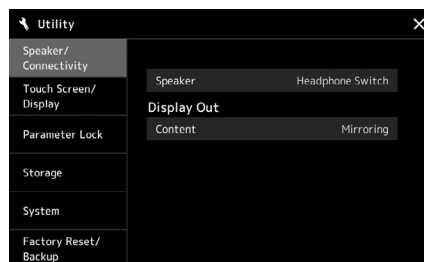 Utility
Speaker/
Connectivity
Touch Screen/
Display
Parameter Lock
Storage
System
Factory Reset/
Backup
Speaker Headphone Switch
Display Out
Content Mirroring